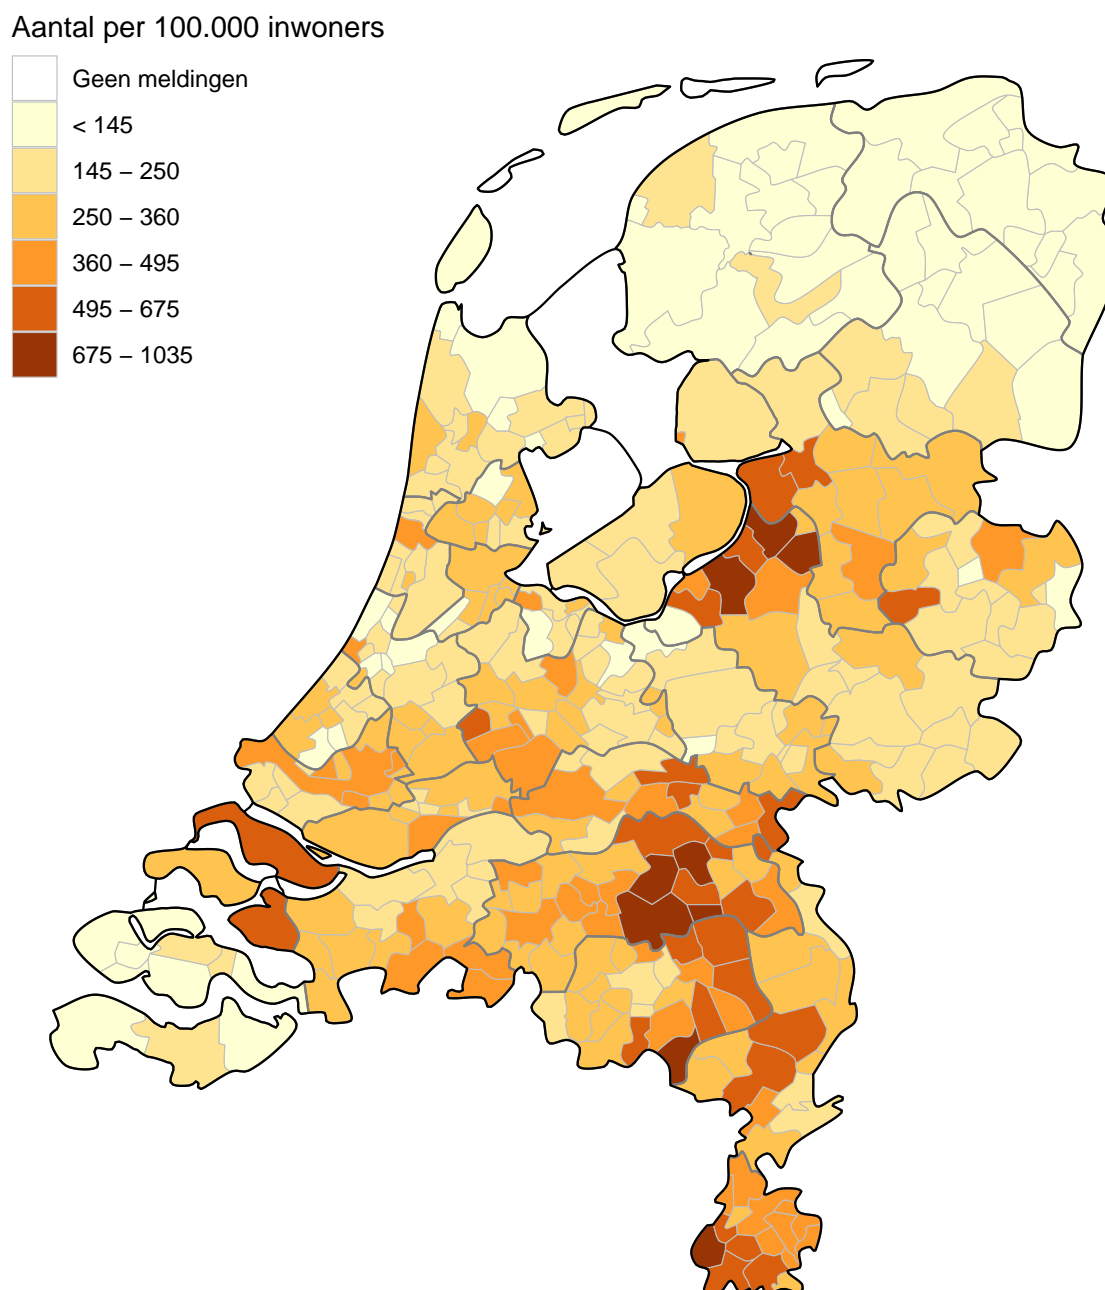 Aantal per 100.000 inwoners
Geen meldingen
< 145
145 – 250
250 – 360
360 – 495
495 – 675
675 – 1035